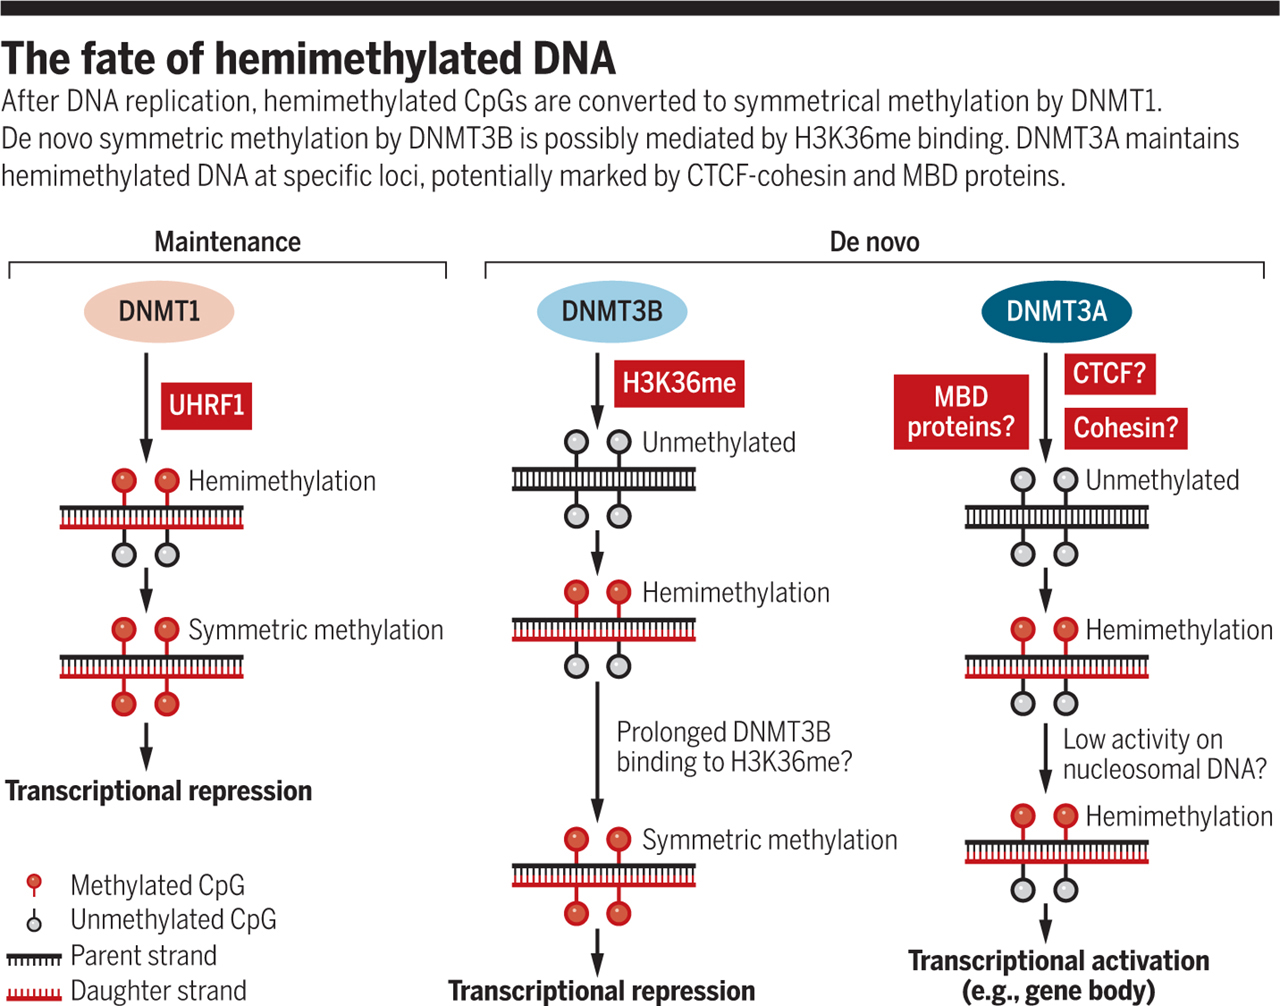 The fate of hemimethylated DNA
After DNA replication, hemimethylated CpGs are converted to symmetrical methylation by DNMT1.
De novo symmetric methylation by DNMT3B is possibly mediated by H3K36me binding. DNMT3A maintains
hemimethylated DNA at specific loci, potentially marked by CTCF-cohesin and MBD proteins.
Maintenance
DNMT1
UHRF1
Hemimethylation
Symmetric methylation
Transcriptional repression
De novo
DNMT3B
H3K36me
Unmethylated
Hemimethylation
Prolonged DNMT3B
binding to H3K36me?
Symmetric methylation
Transcriptional repression
DNMT3A
MBD
proteins?
CTCF?
Cohesin?
Unmethylated
Hemimethylation
Low activity on
nucleosomal DNA?
Hemimethylation
Transcriptional activation
(e.g., gene body)
Methylated CpG
Unmethylated CpG
Parent strand
Daughter strand